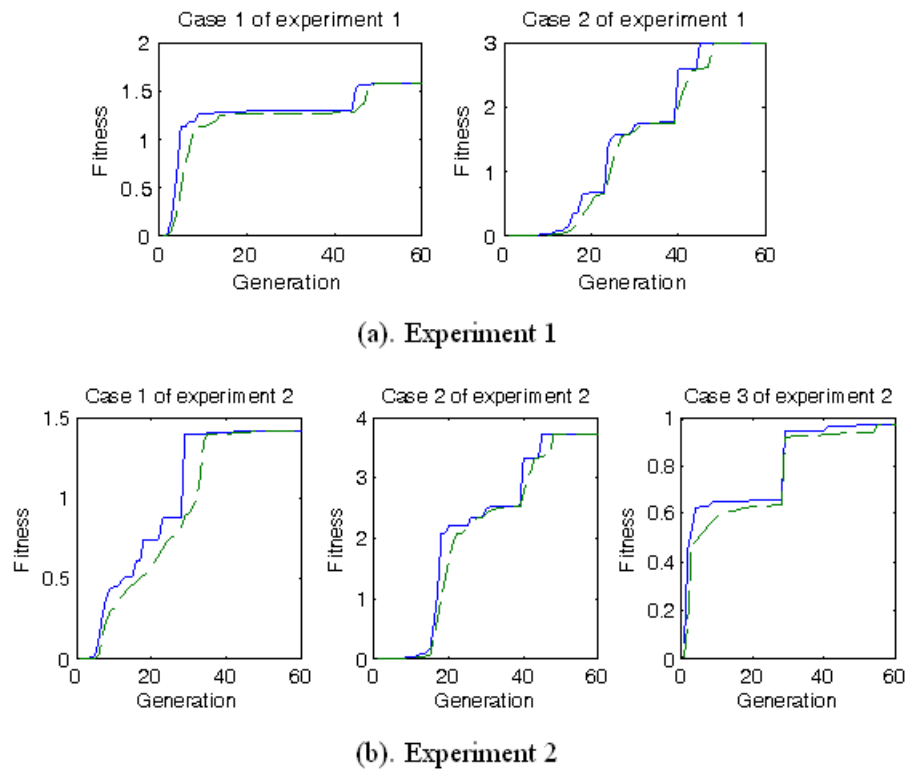 Case 1 of experiment 1
Case 2 of experiment 1
2
1.5
1
0.5
0
Fitness
0 20 40 60
Generation
3
2
1
0
Fitness
0 20 40 60
Generation
(a). Experiment 1
Case 1 of experiment 2
Case 2 of experiment 2
Case 3 of experiment 2
1.5
1
0.5
0
Fitness
0 20 40 60
Generation
4
3
2
1
0
Fitness
0 20 40 60
Generation
1
0.8
0.6
0.4
0.2
0
Fitness
0 20 40 60
Generation
(b). Experiment 2